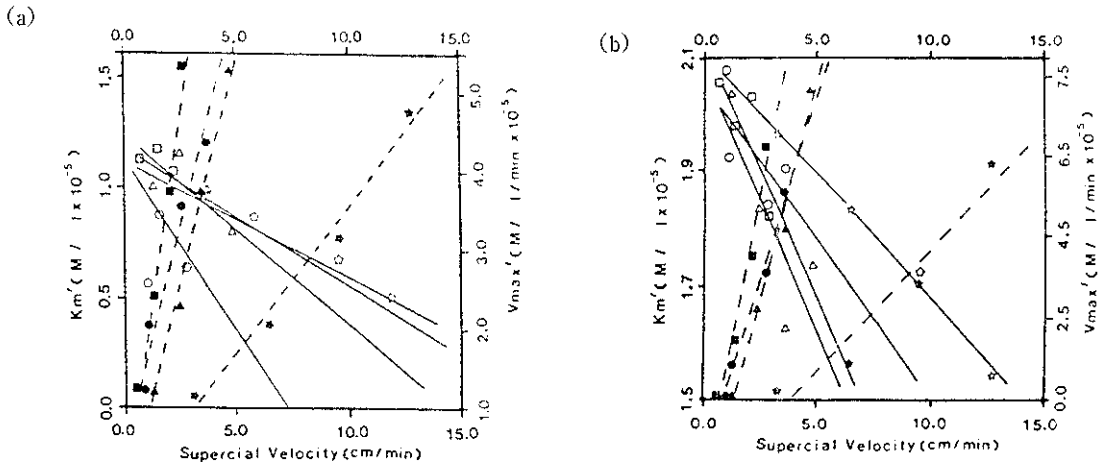 (a)
0.0 5.0 10.0 15.0
1.5
1.0
0.5
0.0
Km' (M / l x 10⁻⁵)
5.0
4.0
3.0
2.0
1.0
Vmax' (M / l/min x 10⁻⁵)
0.0 5.0 10.0 15.0
Supercial Velocity (cm/min)
(b)
0.0 5.0 10.0 15.0
2.1
1.9
1.7
1.5
Km' (M / l x 10⁻⁵)
7.5
6.5
4.5
2.5
0.0
Vmax' (M / l/min x 10⁻⁵)
0.0 5.0 10.0 15.0
Supercial Velocity (cm/min)